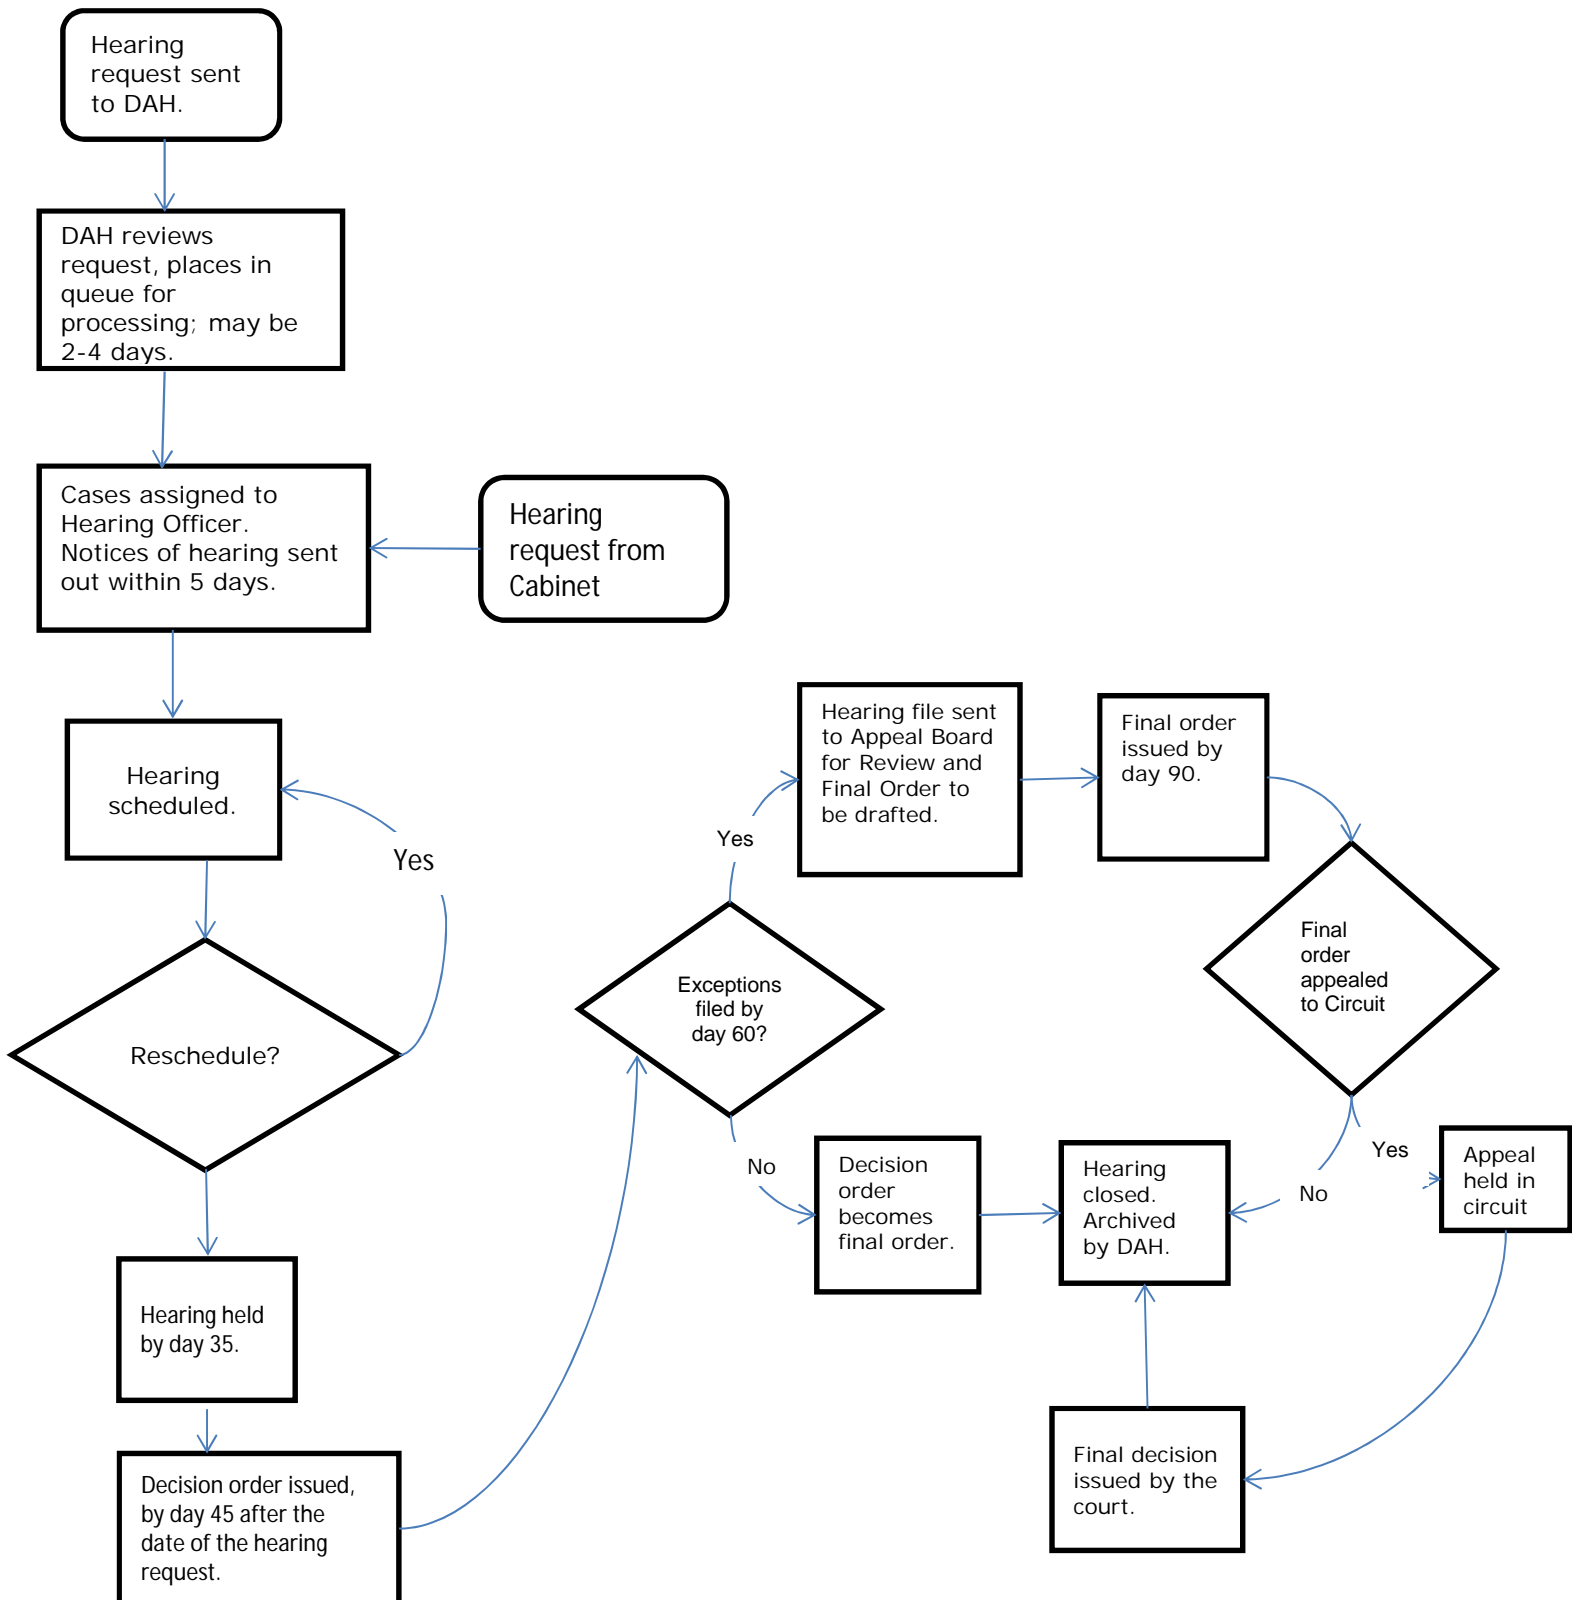 Hearing
request sent
to DAH.
DAH reviews
request, places in
queue for
processing; may be
2-4 days.
Cases assigned to
Hearing Officer.
Notices of hearing sent
out within 5 days.
Hearing
request from
Cabinet
Hearing
scheduled.
Yes
Reschedule?
Hearing held
by day 35.
Decision order issued,
by day 45 after the
date of the hearing
request.
Exceptions
filed by
day 60?
Yes
Hearing file sent
to Appeal Board
for Review and
Final Order to
be drafted.
Final order
issued by
day 90.
Final
order
appealed
to Circuit
No
Decision
order
becomes
final order.
Hearing
closed.
Archived
by DAH.
No
Yes
Appeal
held in
circuit
Final decision
issued by the
court.